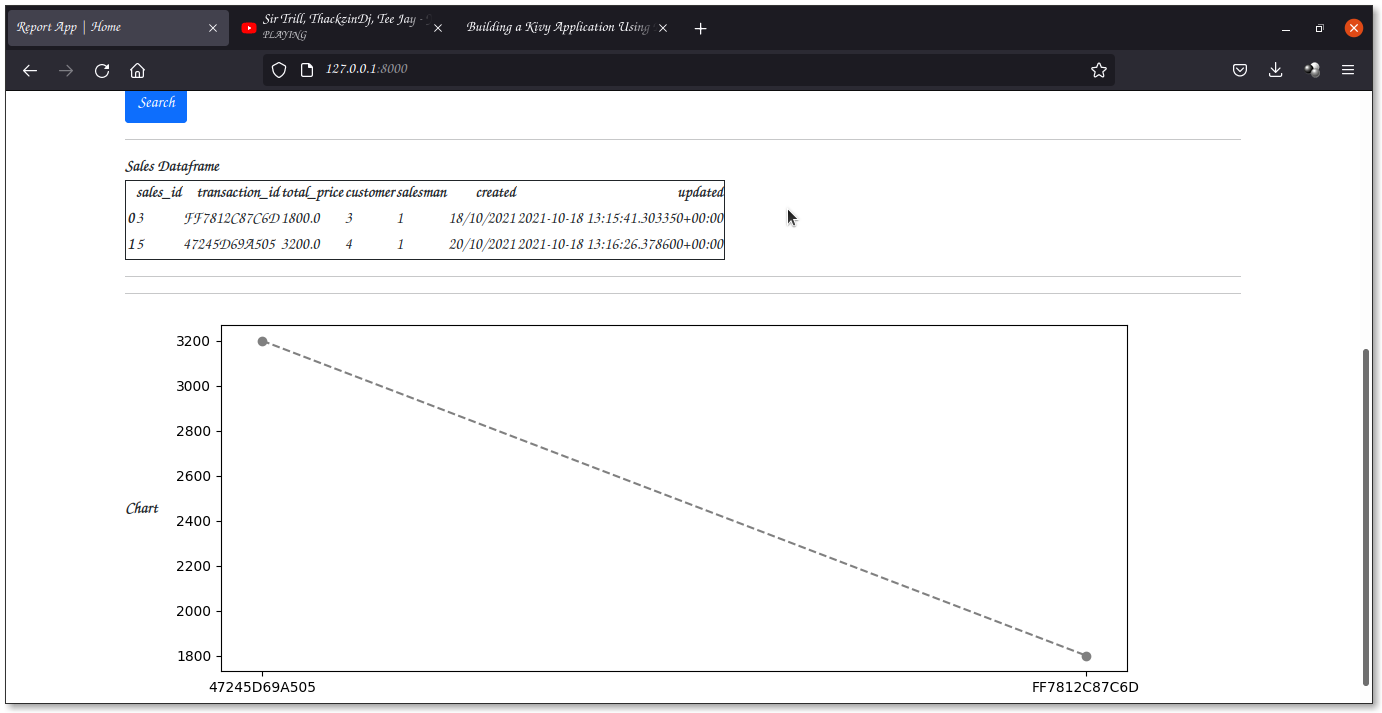 Report App | Home
Sir Trill, ThackzinDj, Tee Jay -
PLAYING
Building a Kivy Application Using
127.0.0.1:8000
Search
Sales Dataframe
sales_id transaction_id total_price customer salesman created updated
0 3 FF7812C87C6D 1800.0 3 1 18/10/2021 2021-10-18 13:15:41.303350+00:00
1 5 47245D69A505 3200.0 4 1 20/10/2021 2021-10-18 13:16:26.378600+00:00
Chart
3200
3000
2800
2600
2400
2200
2000
1800
47245D69A505 FF7812C87C6D